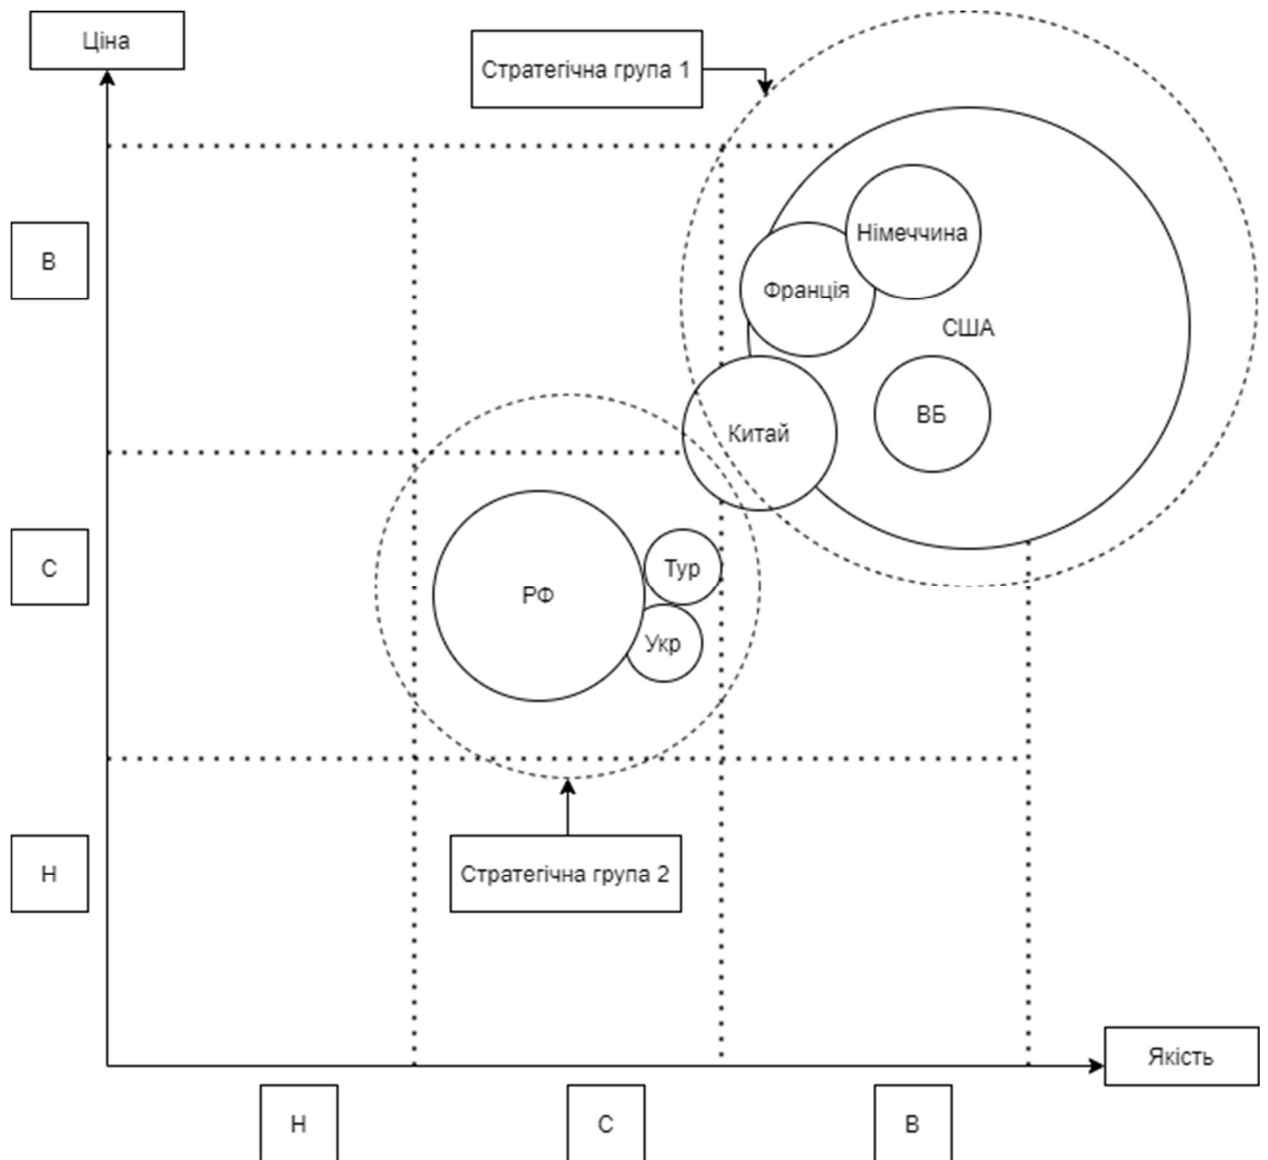 Ціна
Стратегічна група 1
В
Німеччина
Франція
США
ВБ
Китай
С
Тур
РФ
Укр
Н
Стратегічна група 2
Якість
Н
С
В